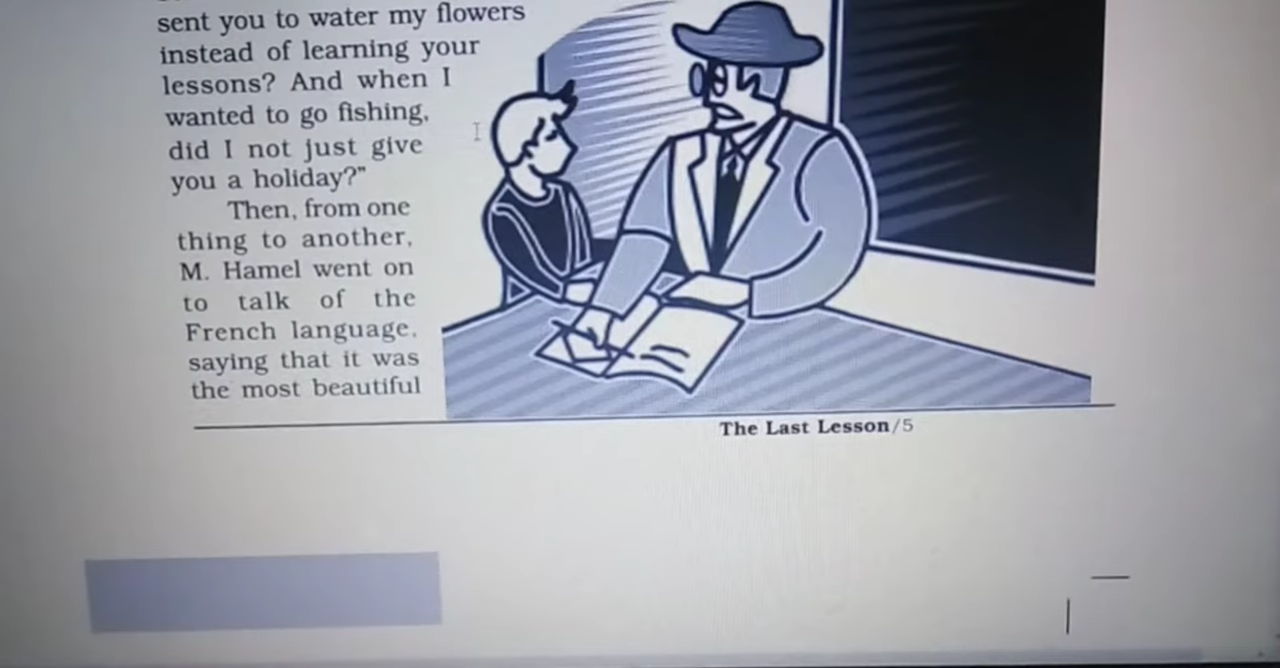 sent you to water my flowers
instead of learning your
lessons? And when I
wanted to go fishing,
did I not just give
you a holiday?"
Then, from one
thing to another,
M. Hamel went on
to talk of the
French language,
saying that it was
the most beautiful
The Last Lesson/5